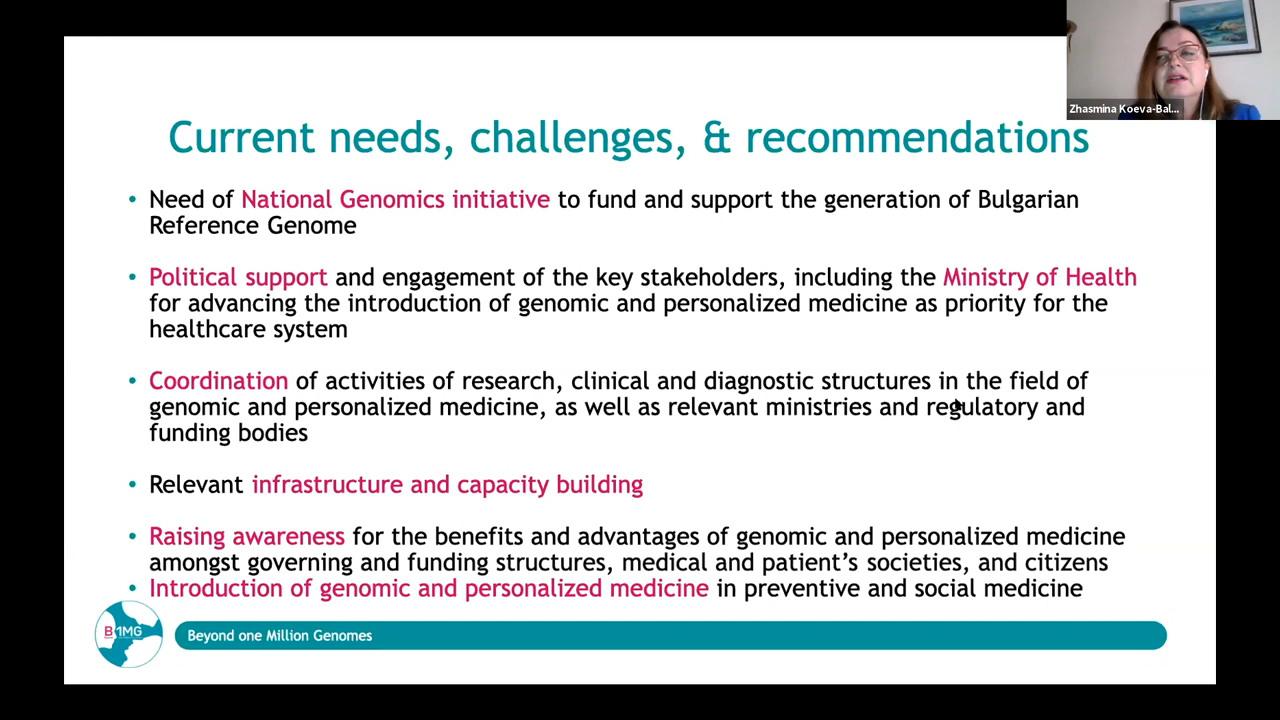 Zhasmina Koeva-Bal...
Current needs, challenges, & recommendations
• Need of National Genomics initiative to fund and support the generation of Bulgarian
Reference Genome
• Political support and engagement of the key stakeholders, including the Ministry of Health
for advancing the introduction of genomic and personalized medicine as priority for the
healthcare system
• Coordination of activities of research, clinical and diagnostic structures in the field of
genomic and personalized medicine, as well as relevant ministries and regulatory and
funding bodies
• Relevant infrastructure and capacity building
• Raising awareness for the benefits and advantages of genomic and personalized medicine
amongst governing and funding structures, medical and patient’s societies, and citizens
• Introduction of genomic and personalized medicine in preventive and social medicine
B1MG
Beyond one Million Genomes